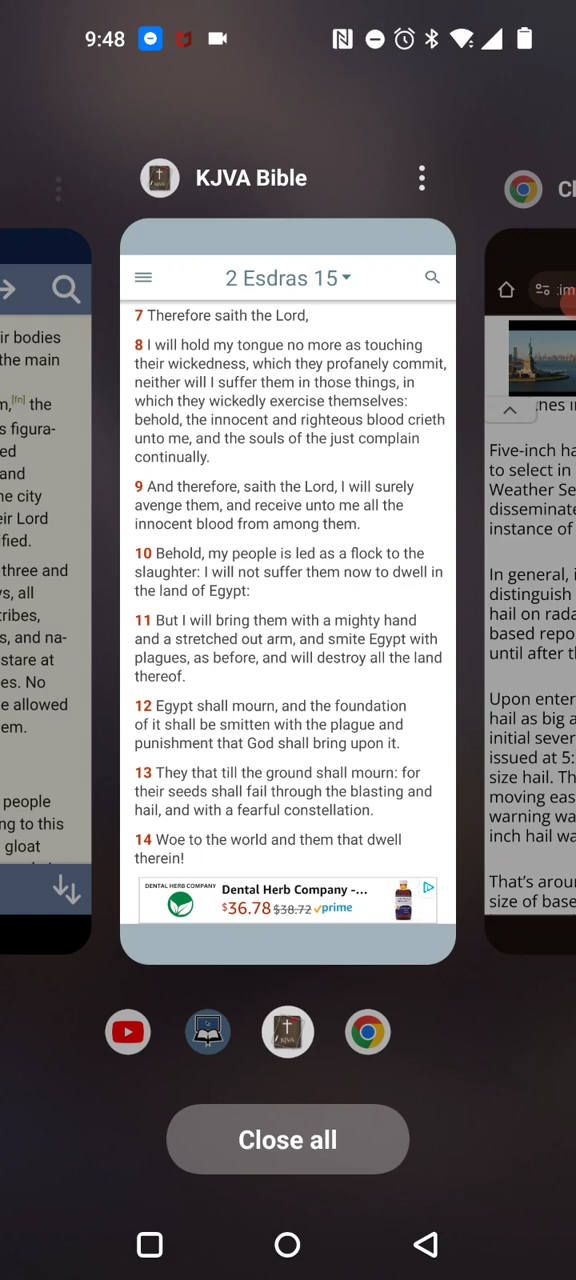 9:48
KJVA Bible
Cl
2 Esdras 15
7 Therefore saith the Lord,
8 I will hold my tongue no more as touching
their wickedness, which they profanely commit,
neither will I suffer them in those things, in
which they wickedly exercise themselves:
behold, the innocent and righteous blood crieth
unto me, and the souls of the just complain
continually.
9 And therefore, saith the Lord, I will surely
avenge them, and receive unto me all the
innocent blood from among them.
10 Behold, my people is led as a flock to the
slaughter: I will not suffer them now to dwell in
the land of Egypt:
11 But I will bring them with a mighty hand
and a stretched out arm, and smite Egypt with
plagues, as before, and will destroy all the land
thereof.
12 Egypt shall mourn, and the foundation
of it shall be smitten with the plague and
punishment that God shall bring upon it.
13 They that till the ground shall mourn: for
their seeds shall fail through the blasting and
hail, and with a fearful constellation.
14 Woe to the world and them that dwell
therein!
DENTAL HERB COMPANY
Dental Herb Company -...
$36.78 $38.72 prime
ir bodies
the main
m,[fn] the
s figura-
ed
and
he city
eir Lord
ified.
three and
ys, all
tribes,
s, and na-
stare at
es. No
e allowed
em.
people
ng to this
gloat
:im
nes i
Five-inch ha
to select in
Weather Se
disseminate
instance of
In general, i
distinguish
hail on rada
based repo
until after th
Upon enter
hail as big a
initial sever
issued at 5:
size hail. Th
moving eas
warning wa
inch hail wa
That's arou
size of base
KJVA
Close all